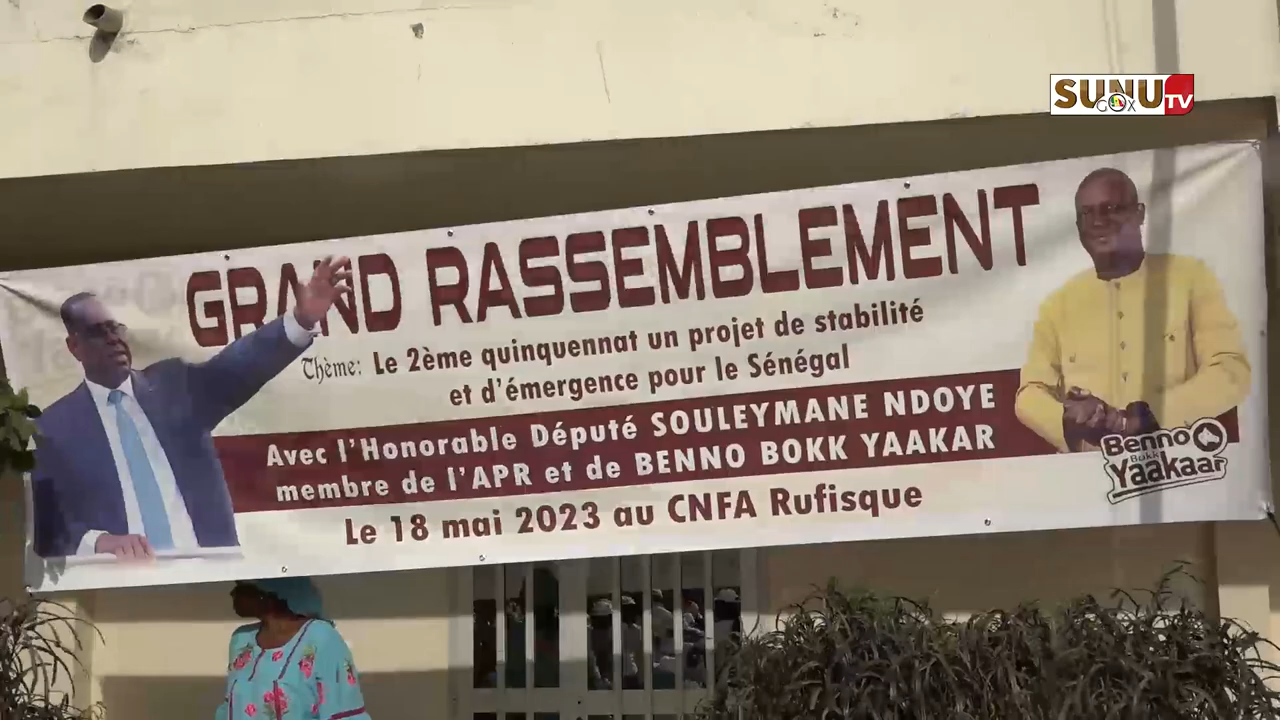 SUNU
GOX
TV
GRAND RASSEMBLEMENT
Thème: Le 2ème quinquennat un projet de stabilité
et d'émergence pour le Sénégal
Avec l'Honorable Député SOULEYMANE NDOYE
membre de l'APR et de BENNO BOKK YAAKAR
Le 18 mai 2023 au CNFA Rufisque
Benno
Bokk
Yaakaar